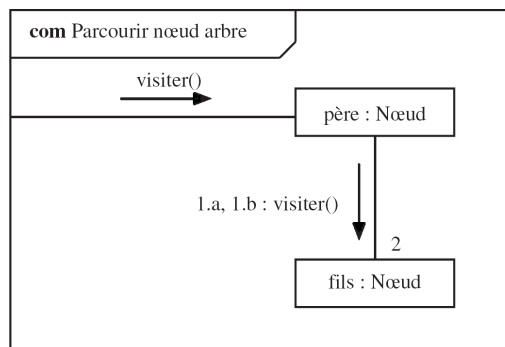 com Parcourir nœud arbre
visiter()
père : Nœud
1.a, 1.b : visiter()
2
fils : Nœud